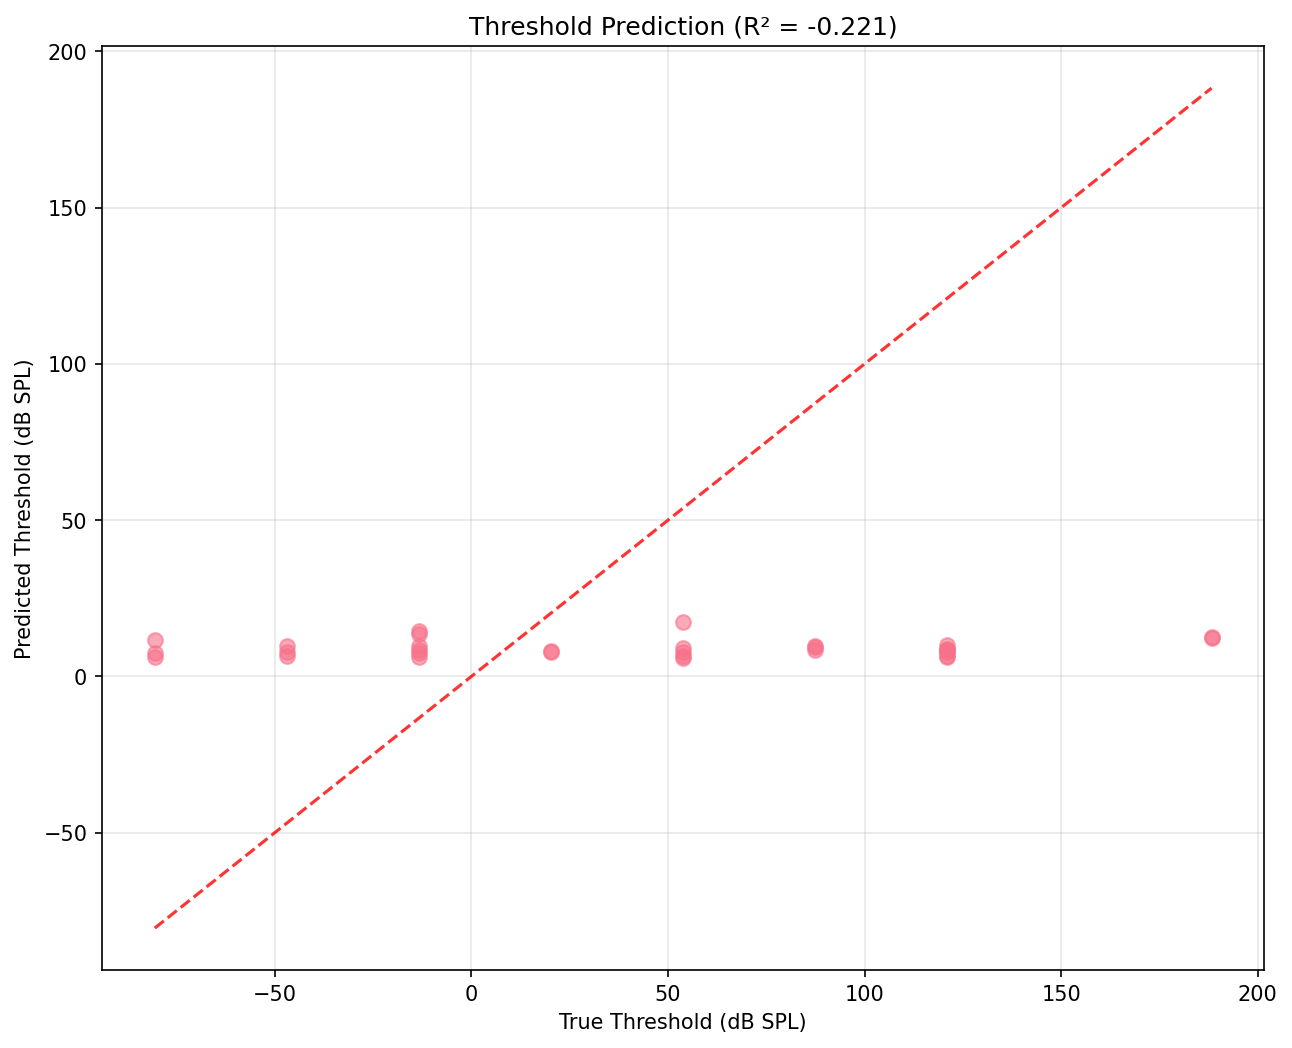 Threshold Prediction (R² = -0.221)
200
150
100
50
0
−50
Predicted Threshold (dB SPL)
−50 0 50 100 150 200
True Threshold (dB SPL)